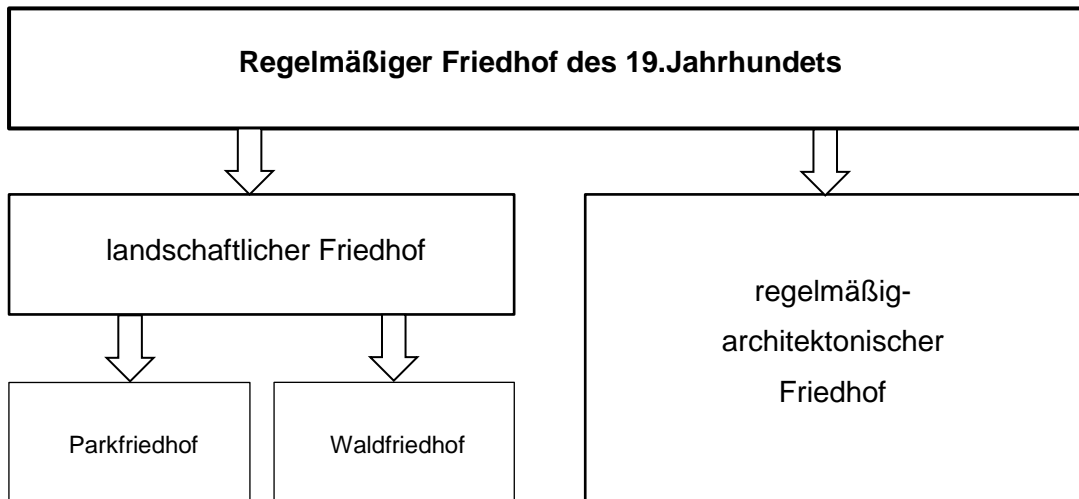 Regelmäßiger Friedhof des 19.Jahrhundets
landschaftlicher Friedhof
regelmäßig-
architektonischer
Friedhof
Parkfriedhof
Waldfriedhof